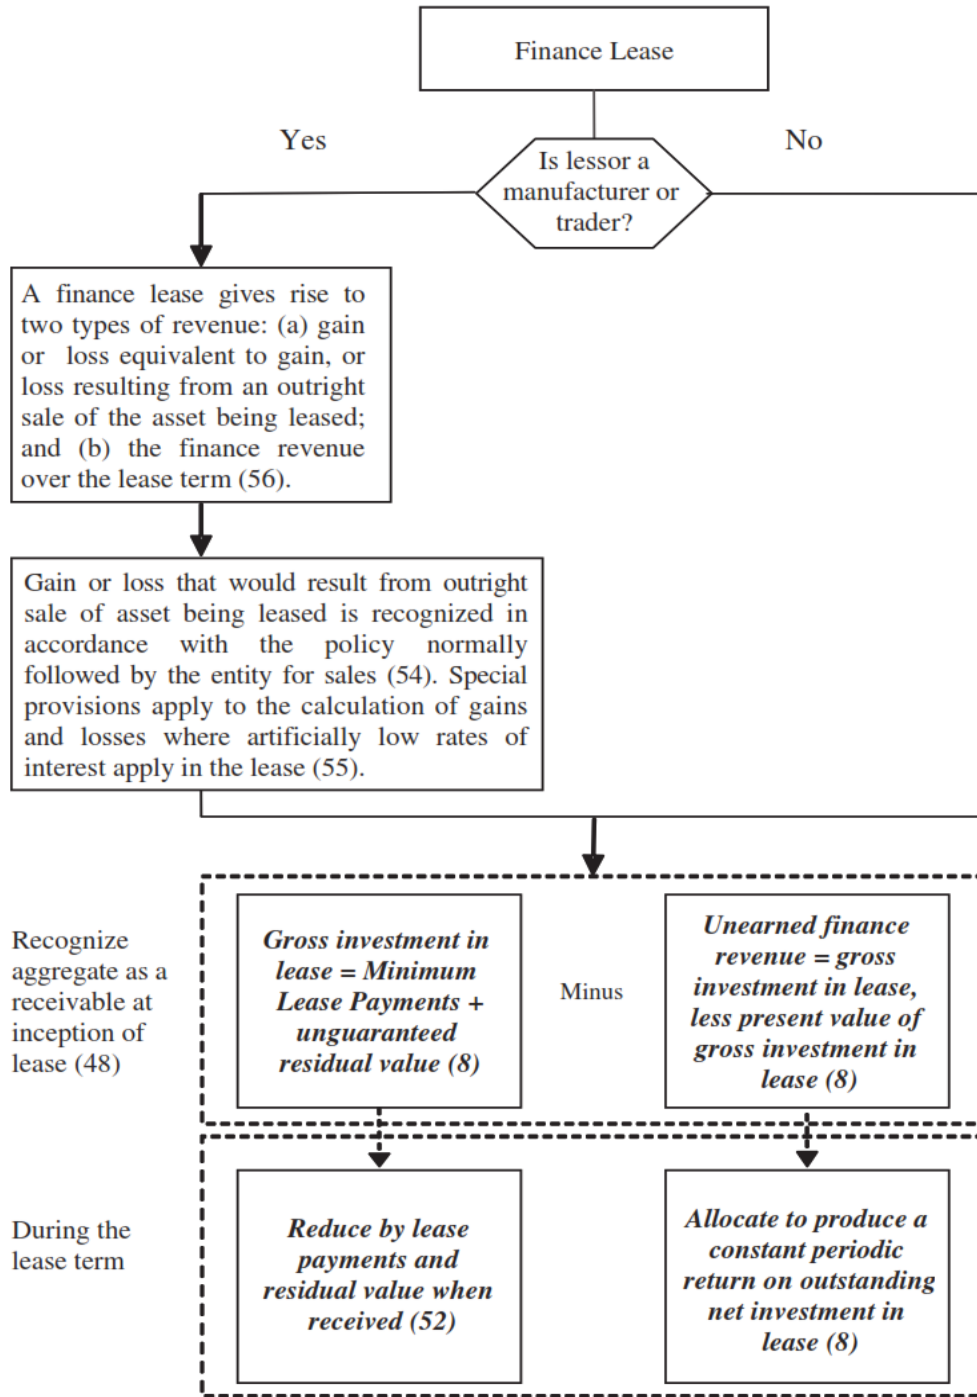 Finance Lease
Yes
No
Is lessor a
manufacturer or
trader?
A finance lease gives rise to
two types of revenue: (a) gain
or loss equivalent to gain, or
loss resulting from an outright
sale of the asset being leased;
and (b) the finance revenue
over the lease term (56).
Gain or loss that would result from outright
sale of asset being leased is recognized in
accordance with the policy normally
followed by the entity for sales (54). Special
provisions apply to the calculation of gains
and losses where artificially low rates of
interest apply in the lease (55).
Recognize
aggregate as a
receivable at
inception of
lease (48)
Gross investment in
lease = Minimum
Lease Payments +
unguaranteed
residual value (8)
Minus
Unearned finance
revenue = gross
investment in lease,
less present value of
gross investment in
lease (8)
During the
lease term
Reduce by lease
payments and
residual value when
received (52)
Allocate to produce a
constant periodic
return on outstanding
net investment in
lease (8)